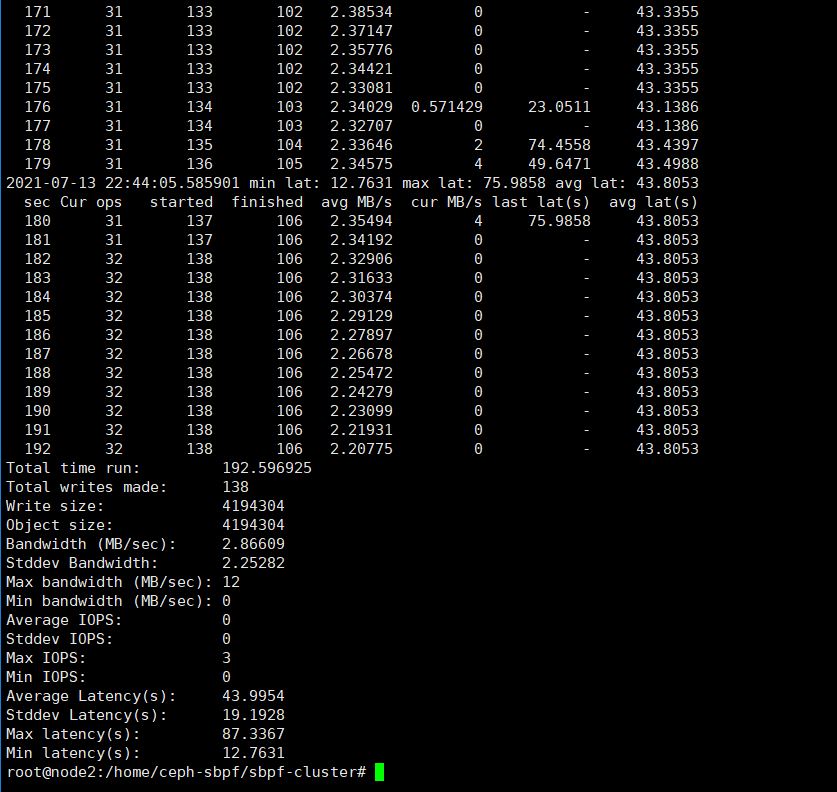 171 31 133 102 2.38534 0 - 43.3355
172 31 133 102 2.37147 0 - 43.3355
173 31 133 102 2.35776 0 - 43.3355
174 31 133 102 2.34421 0 - 43.3355
175 31 133 102 2.33081 0 - 43.3355
176 31 134 103 2.34029 0.571429 23.0511 43.1386
177 31 134 103 2.32707 0 - 43.1386
178 31 135 104 2.33646 2 74.4558 43.4397
179 31 136 105 2.34575 4 49.6471 43.4988
2021-07-13 22:44:05.585901 min lat: 12.7631 max lat: 75.9858 avg lat: 43.8053
sec Cur ops started finished avg MB/s cur MB/s last lat(s) avg lat(s)
180 31 137 106 2.35494 4 75.9858 43.8053
181 31 137 106 2.34192 0 - 43.8053
182 32 138 106 2.32906 0 - 43.8053
183 32 138 106 2.31633 0 - 43.8053
184 32 138 106 2.30374 0 - 43.8053
185 32 138 106 2.29129 0 - 43.8053
186 32 138 106 2.27897 0 - 43.8053
187 32 138 106 2.26678 0 - 43.8053
188 32 138 106 2.25472 0 - 43.8053
189 32 138 106 2.24279 0 - 43.8053
190 32 138 106 2.23099 0 - 43.8053
191 32 138 106 2.21931 0 - 43.8053
192 32 138 106 2.20775 0 - 43.8053
Total time run: 192.596925
Total writes made: 138
Write size: 4194304
Object size: 4194304
Bandwidth (MB/sec): 2.86609
Stddev Bandwidth: 2.25282
Max bandwidth (MB/sec): 12
Min bandwidth (MB/sec): 0
Average IOPS: 0
Stddev IOPS: 0
Max IOPS: 3
Min IOPS: 0
Average Latency(s): 43.9954
Stddev Latency(s): 19.1928
Max latency(s): 87.3367
Min latency(s): 12.7631
root@node2:/home/ceph-sbpf/sbpf-cluster#